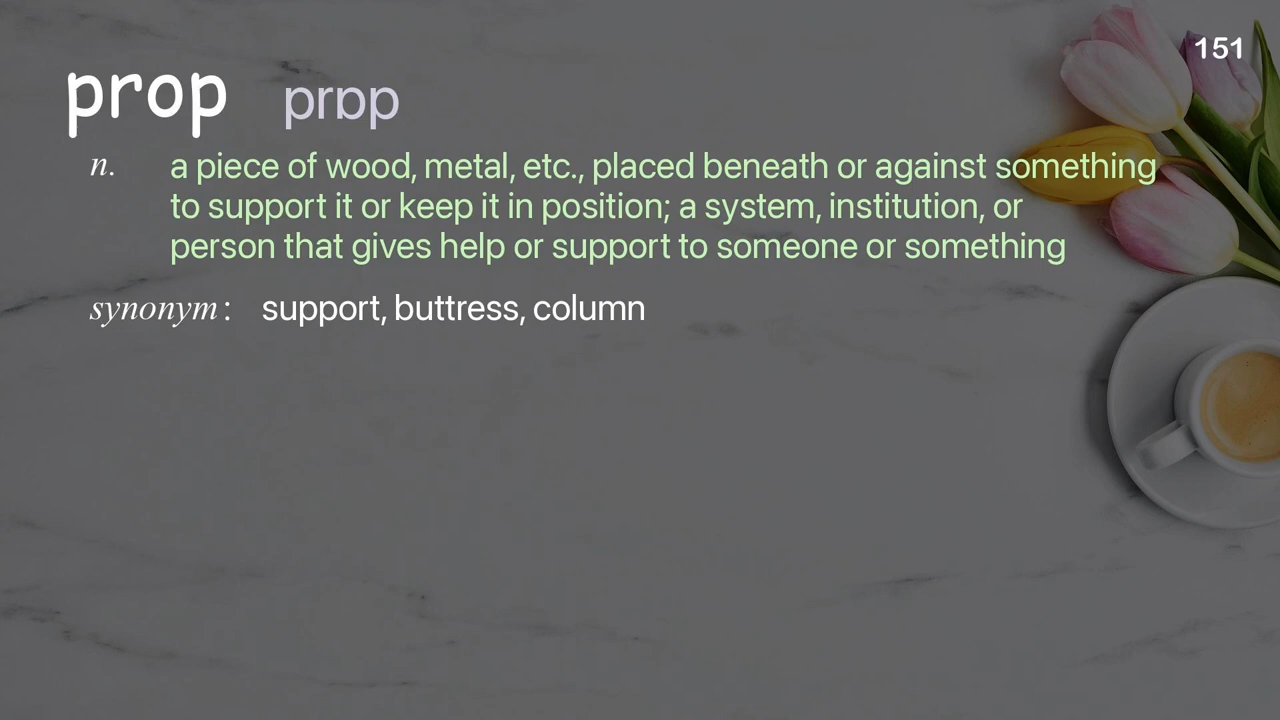 151
prop prɒp
n. a piece of wood, metal, etc., placed beneath or against something
to support it or keep it in position; a system, institution, or
person that gives help or support to someone or something
synonym: support, buttress, column